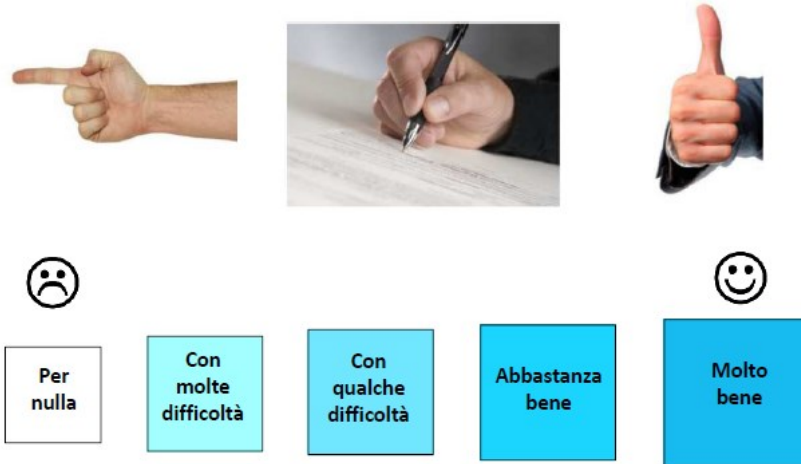 Per
nulla
Con
molte
difficoltà
Con
qualche
difficoltà
Abbastanza
bene
Molto
bene